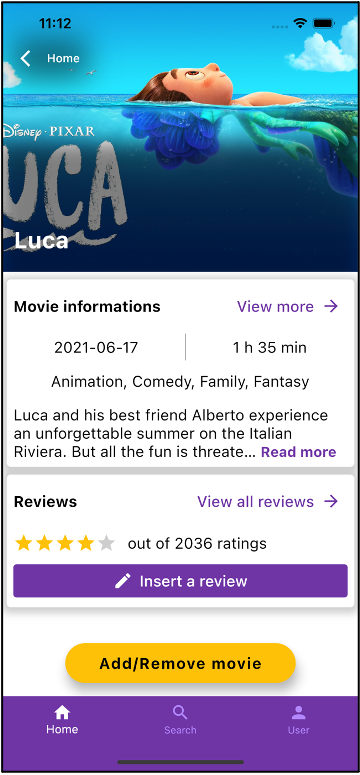 11:12
Home
Disney · PIXAR
LUCA
Luca
Movie informations
View more
2021-06-17
1 h 35 min
Animation, Comedy, Family, Fantasy
Luca and his best friend Alberto experience
an unforgettable summer on the Italian
Riviera. But all the fun is threate... Read more
Reviews
View all reviews
out of 2036 ratings
Insert a review
Add/Remove movie
Home
Search
User